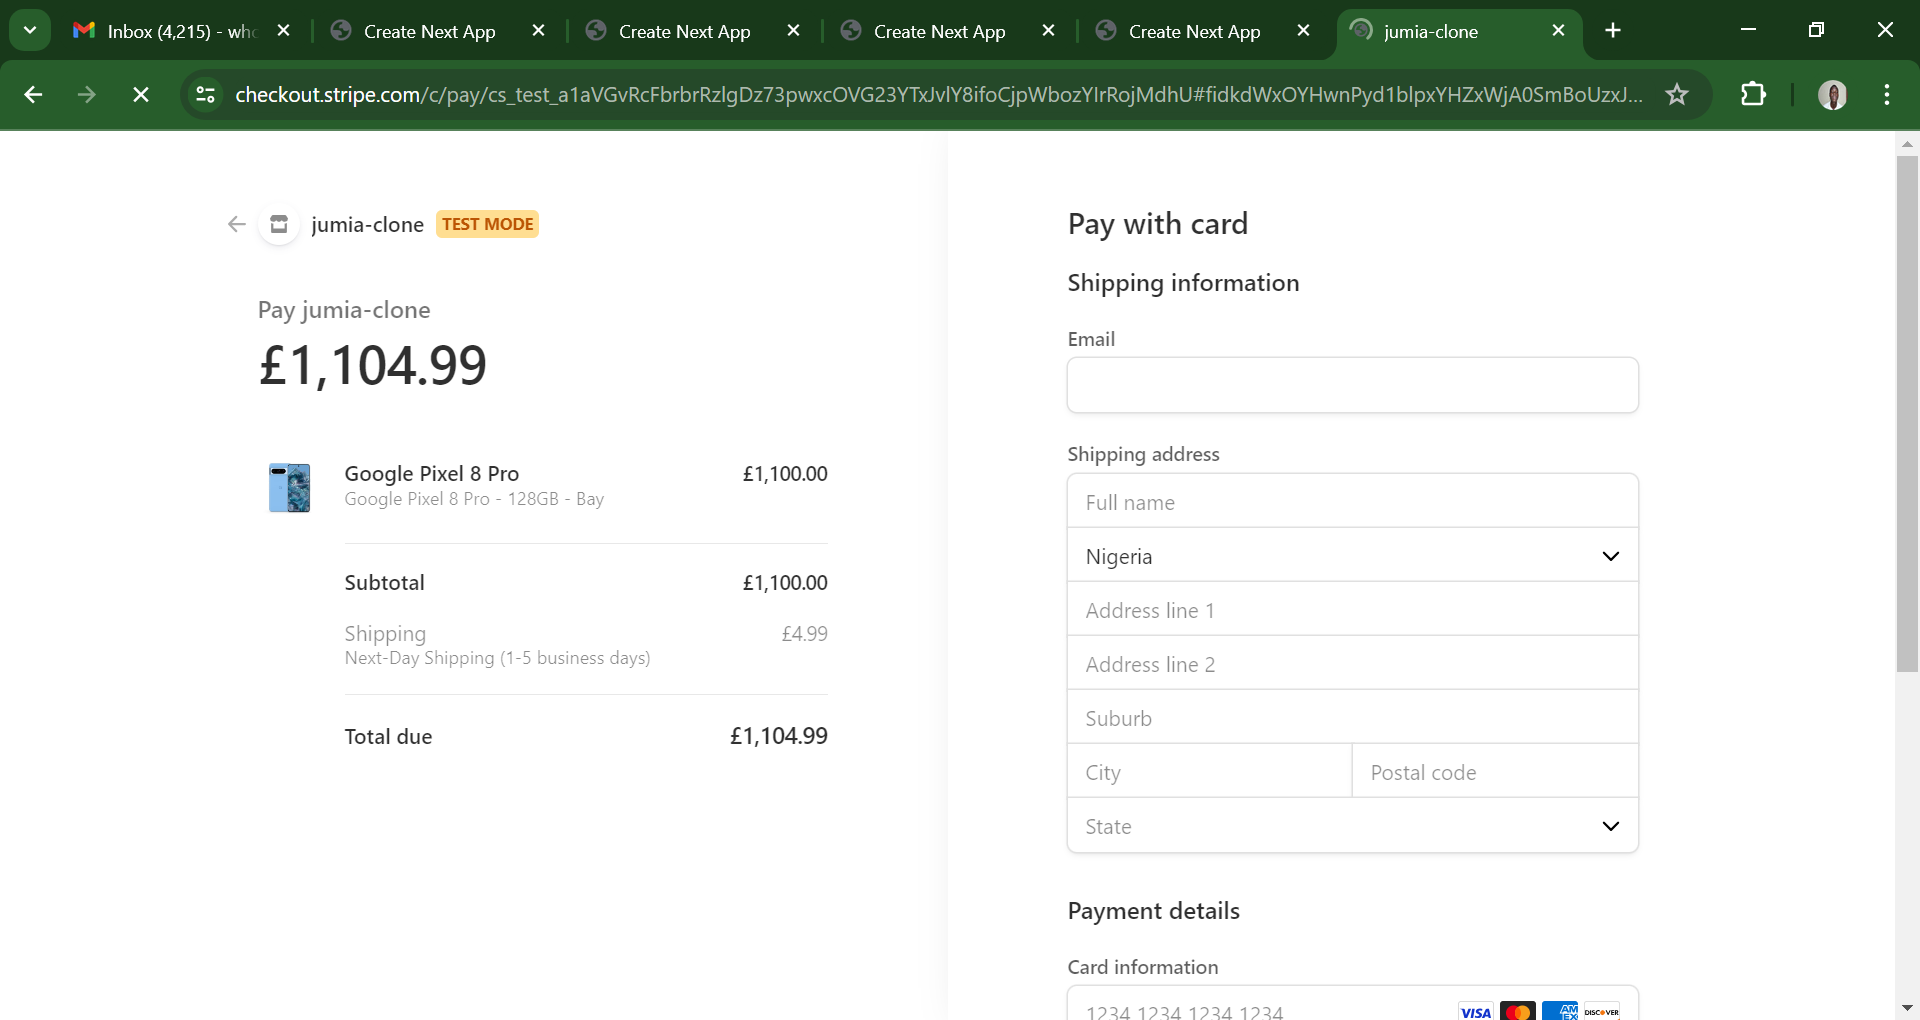 Inbox (4,215) - who
Create Next App
Create Next App
Create Next App
Create Next App
jumia-clone
checkout.stripe.com/c/pay/cs_test_a1aVGvRcFbrbrRzlgDz73pwxcOVG23YTxJvlY8ifoCjpWbozYIrRojMdhU#fidkdWxOYHwnPyd1blpxYHZxWjA0SmBoUzxJ...
jumia-clone TEST MODE
Pay jumia-clone
£1,104.99
Google Pixel 8 Pro £1,100.00
Google Pixel 8 Pro - 128GB - Bay
Subtotal £1,100.00
Shipping £4.99
Next-Day Shipping (1-5 business days)
Total due £1,104.99
Pay with card
Shipping information
Email
Shipping address
Full name
Nigeria
Address line 1
Address line 2
Suburb
City Postal code
State
Payment details
Card information
1234 1234 1234 1234 VISA AMEX DISCOVER